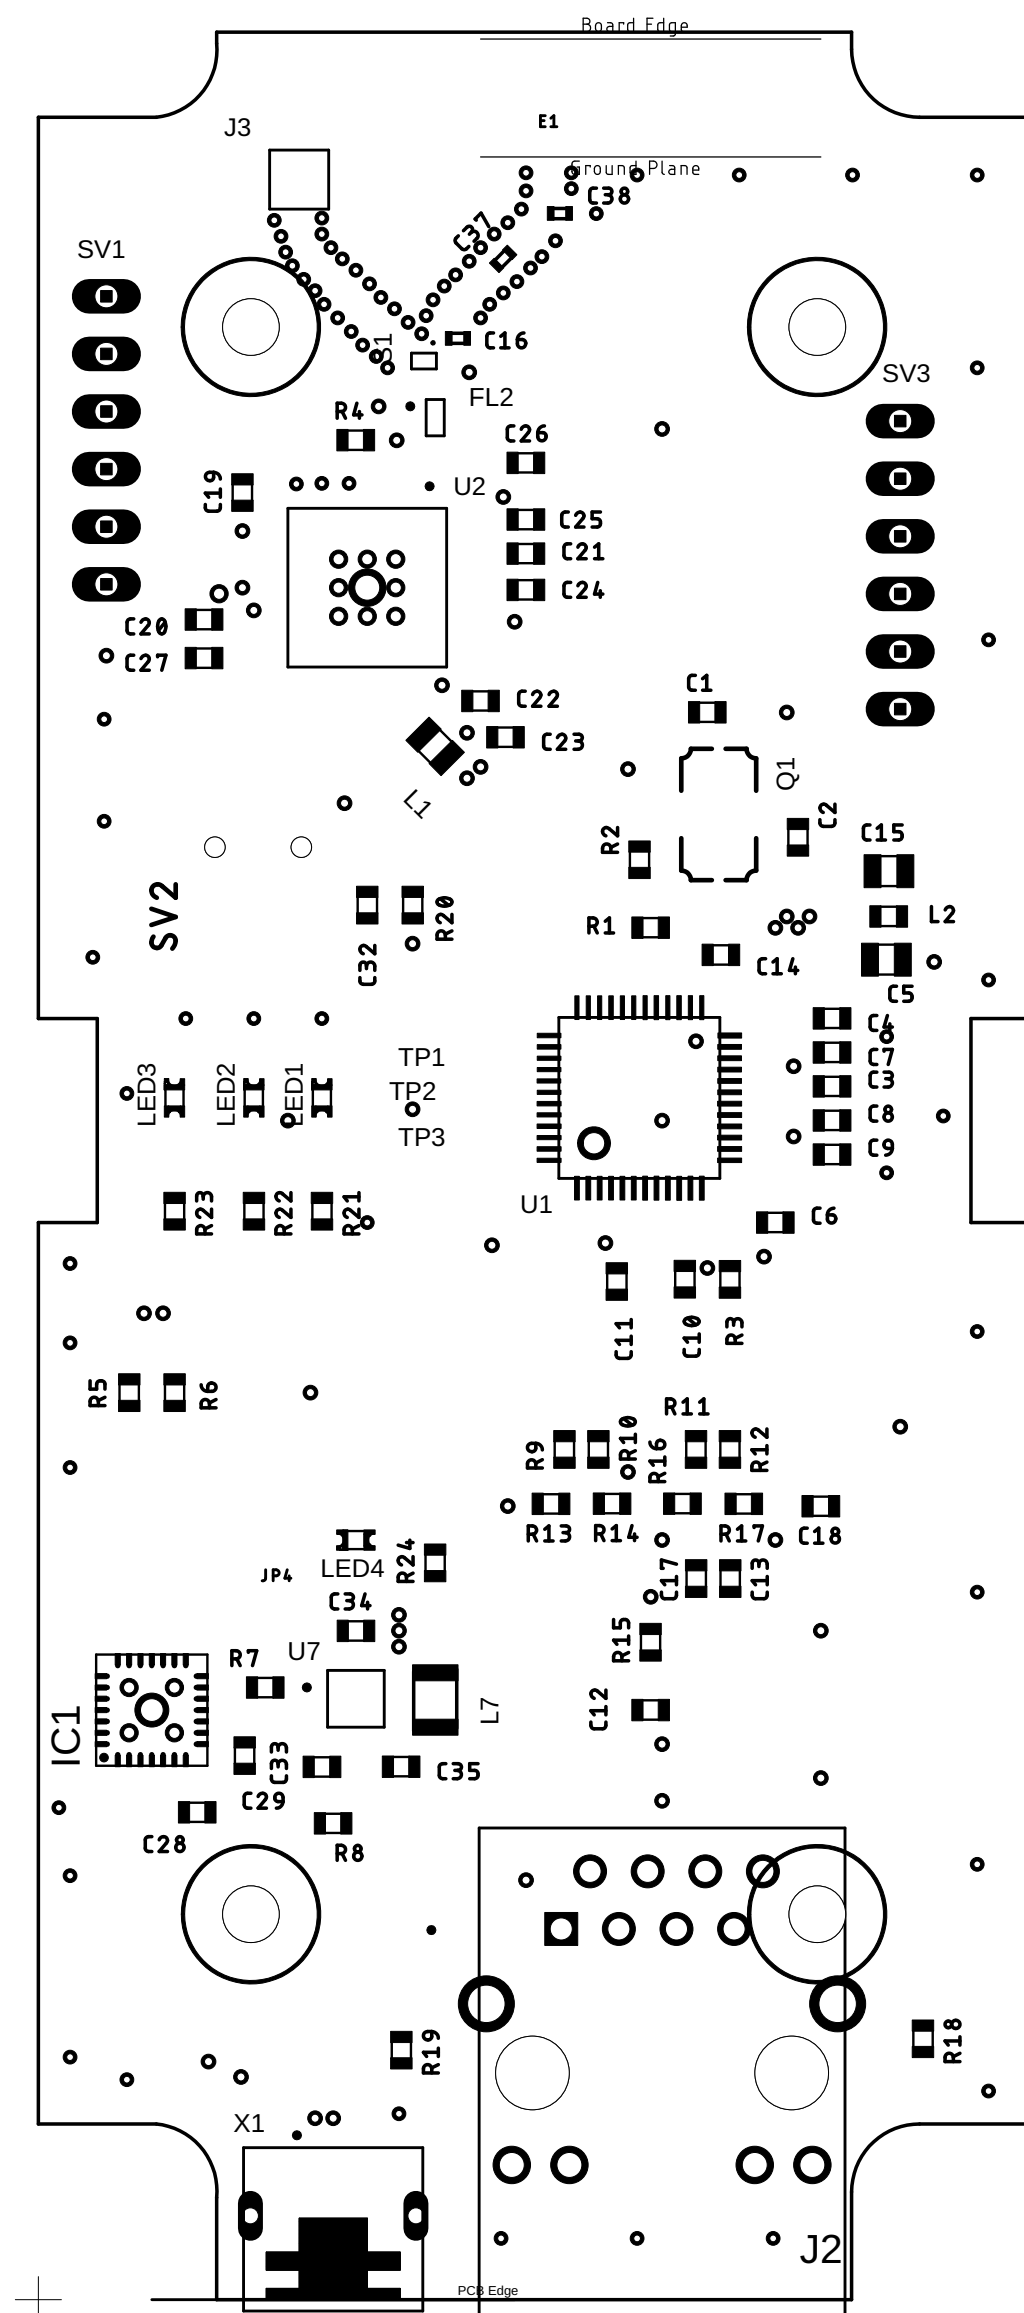 Board Edge
E1
J3
Ground Plane
C38
C37
SV1
S1
C16
SV3
FL2
R4
C26
C19
U2
C25
C21
C24
C20
C27
C1
C22
C23
Q1
L1
C2
R2
C15
SV2
R20
L2
R1
C32
C14
C5
C4
TP1
C7
LED3
LED2
LED1
TP2
C3
C8
TP3
C9
U1
R23
R22
R21
C6
C11
C10
R3
R5
R6
R11
R9
R10
R16
R12
R13
R14
R17
C18
LED4
R24
JP4
C17
C13
C34
R15
U7
R7
IC1
L7
C12
C33
C35
C29
C28
R8
R19
R18
X1
J2
PCB Edge